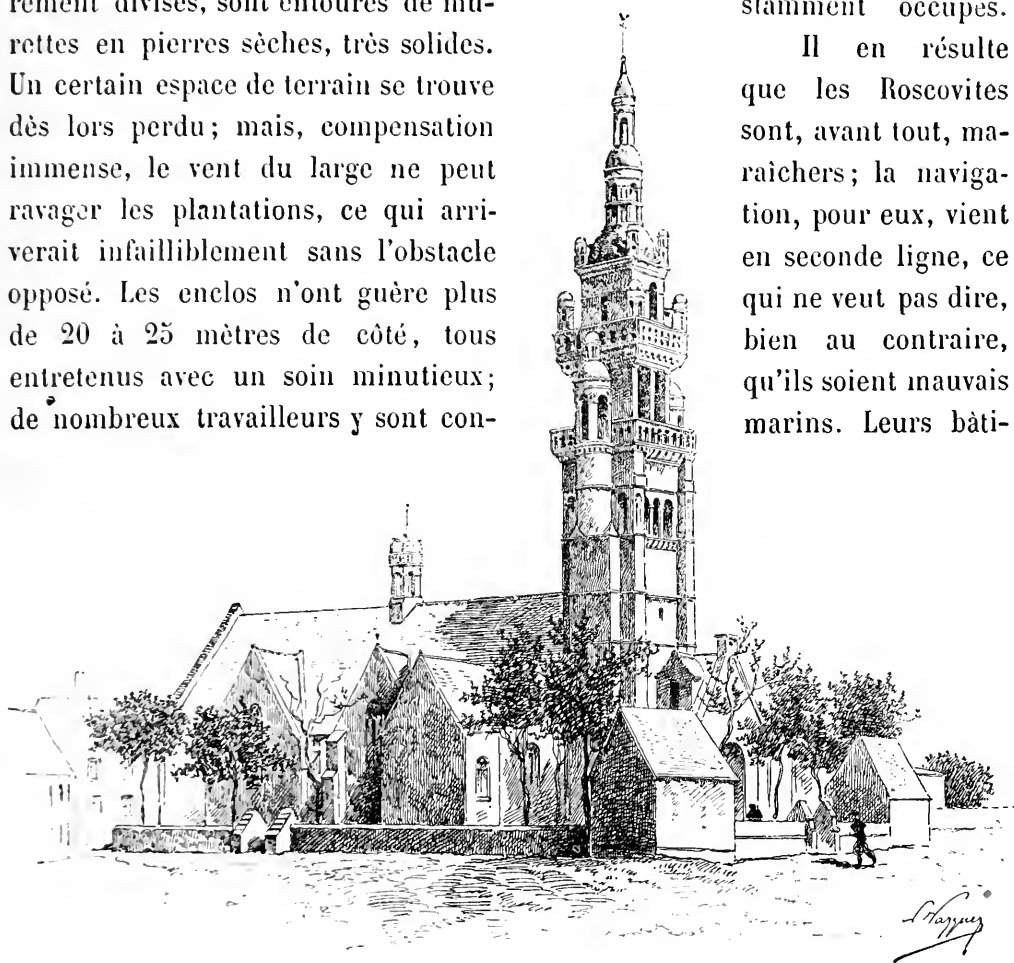 rement divisés, sont entourés de mu-
rettes en pierres sèches, très solides.
Un certain espace de terrain se trouve
dès lors perdu; mais, compensation
immense, le vent du large ne peut
ravager les plantations, ce qui arri-
verait infailliblement sans l'obstacle
opposé. Les enclos n'ont guère plus
de 20 à 25 mètres de côté, tous
entretenus avec un soin minutieux;
de nombreux travailleurs y sont con-
stamment occupés.
Il en résulte
que les Roscovites
sont, avant tout, ma-
raîchers; la naviga-
tion, pour eux, vient
en seconde ligne, ce
qui ne veut pas dire,
bien au contraire,
qu'ils soient mauvais
marins. Leurs bâti-